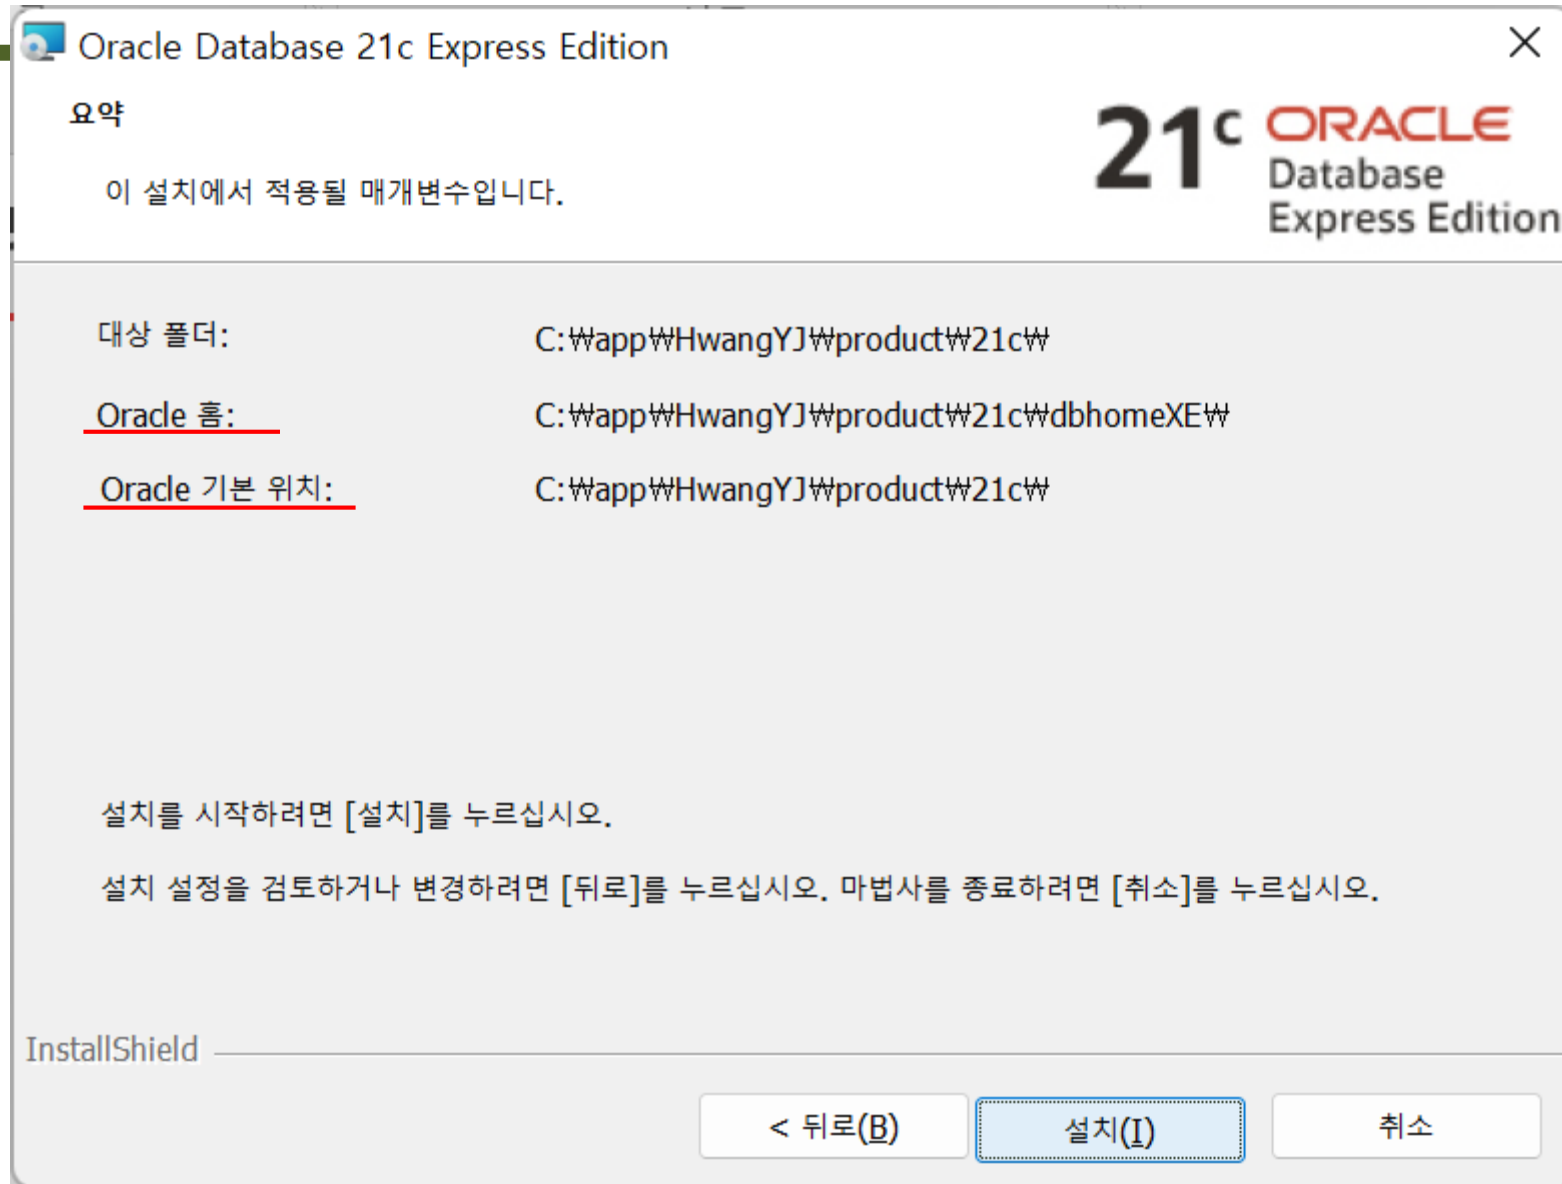 Oracle Database 21c Express Edition
요약
이 설치에서 적용될 매개변수입니다.
21c ORACLE
Database
Express Edition
대상 폴더: C:₩app₩HwangYJ₩product₩21c₩
Oracle 홈: C:₩app₩HwangYJ₩product₩21c₩dbhomeXE₩
Oracle 기본 위치: C:₩app₩HwangYJ₩product₩21c₩
설치를 시작하려면 [설치]를 누르십시오.
설치 설정을 검토하거나 변경하려면 [뒤로]를 누르십시오. 마법사를 종료하려면 [취소]를 누르십시오.
InstallShield
< 뒤로(B) 설치(I) 취소